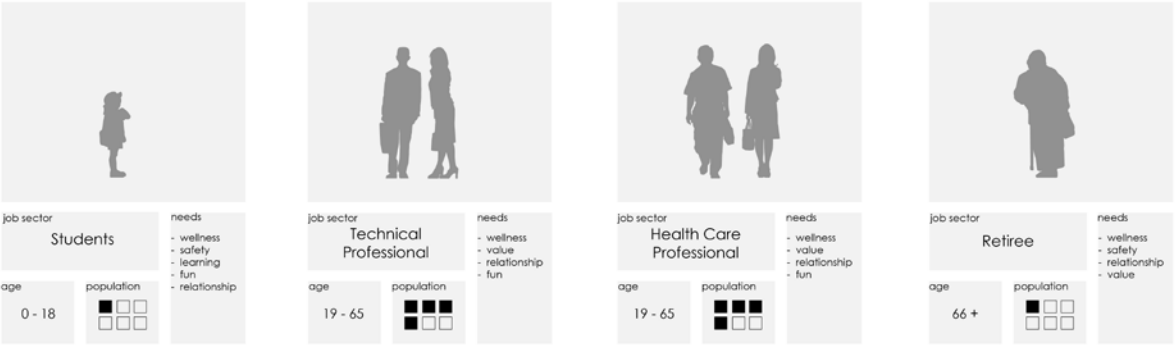 job sector
Students
needs
- wellness
- safety
- learning
- fun
- relationship
age
0 - 18
population
job sector
Technical
Professional
needs
- wellness
- value
- relationship
- fun
age
19 - 65
population
job sector
Health Care
Professional
needs
- wellness
- value
- relationship
- fun
age
19 - 65
population
job sector
Retiree
needs
- wellness
- safety
- relationship
- value
age
66 +
population